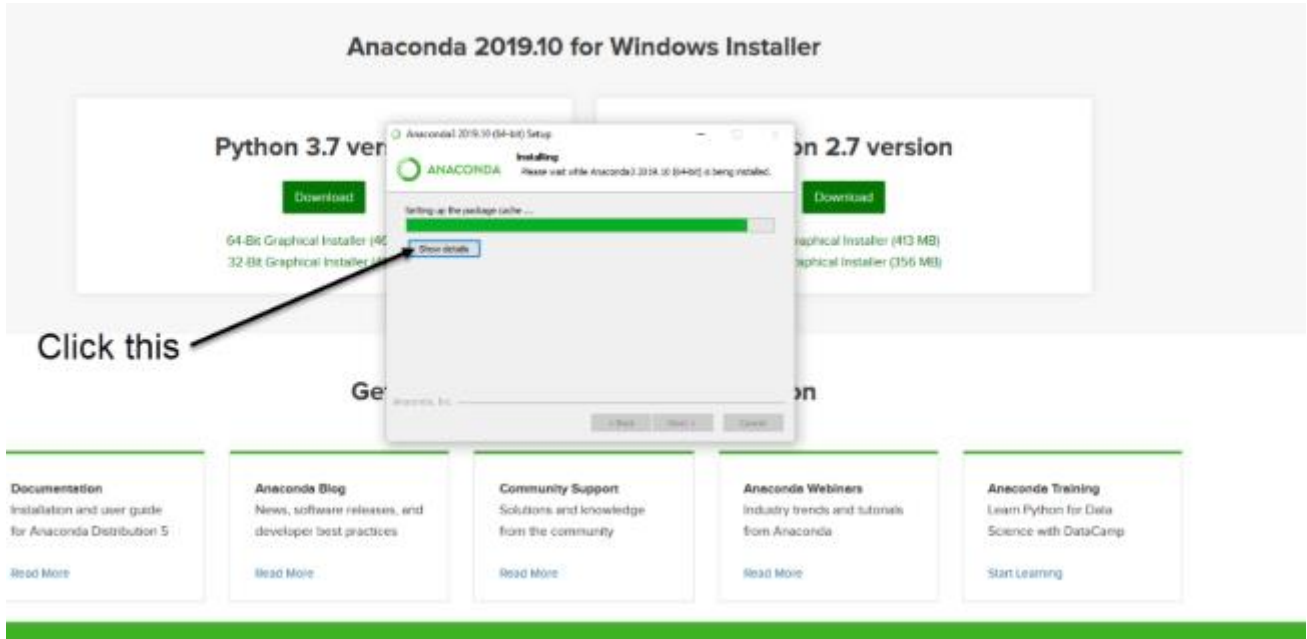 Anaconda 2019.10 for Windows Installer
Python 3.7 ver
Download
64-Bit Graphical Installer
32-Bit Graphical Installer
on 2.7 version
Download
raphical Installer (413 MB)
aphical Installer (356 MB)
Anaconda3 2019.10 (64-bit) Setup
ANACONDA
Installing
Please wait while Anaconda3 2019.10 (64-bit) is being installed.
Setting up the package cache ...
Show details
Anaconda, Inc.
< Back
Next >
Cancel
Click this
Ge
on
Documentation
Installation and user guide
for Anaconda Distribution 5
Read More
Anaconda Blog
News, software releases, and
developer best practices
Read More
Community Support
Solutions and knowledge
from the community
Read More
Anaconda Webinars
Industry trends and tutorials
from Anaconda
Read More
Anaconda Training
Learn Python for Data
Science with DataCamp
Start Learning